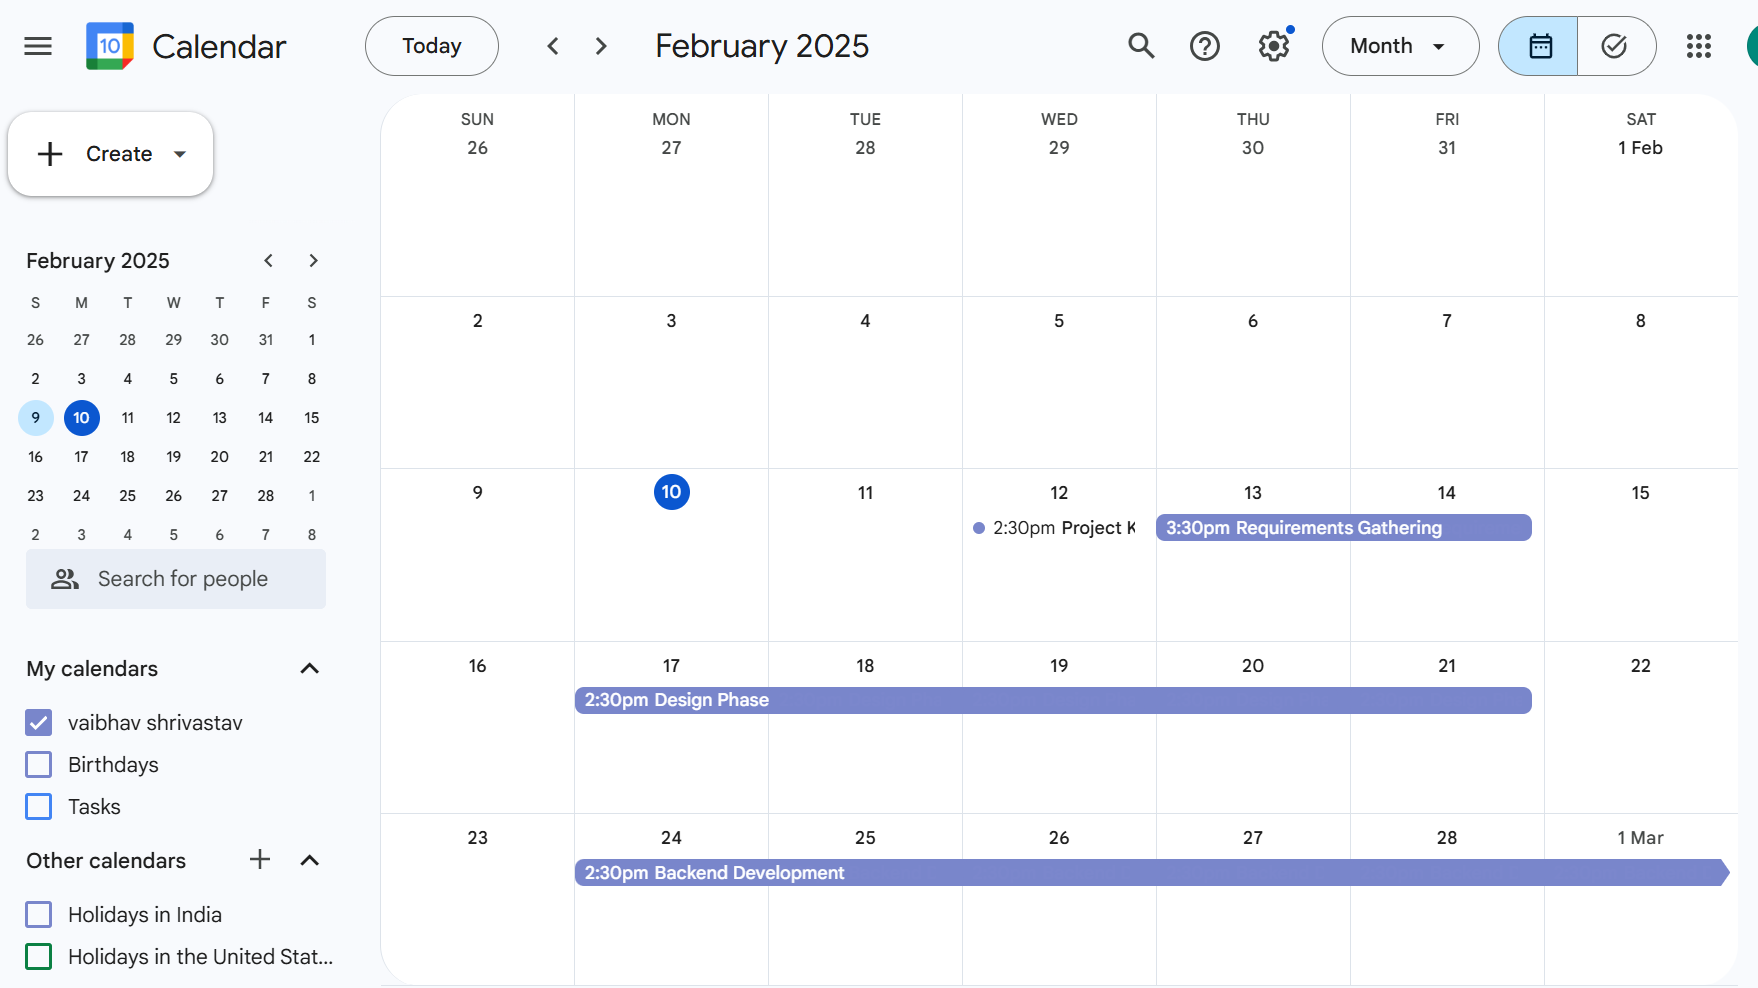 10 Calendar Today February 2025 Month
Create
February 2025
S M T W T F S
26 27 28 29 30 31 1
2 3 4 5 6 7 8
9 10 11 12 13 14 15
16 17 18 19 20 21 22
23 24 25 26 27 28 1
2 3 4 5 6 7 8
Search for people
My calendars
vaibhav shrivastav
Birthdays
Tasks
Other calendars
Holidays in India
Holidays in the United Stat...
SUN MON TUE WED THU FRI SAT
26 27 28 29 30 31 1 Feb
2 3 4 5 6 7 8
9 10 11 12 13 14 15
2:30pm Project K 3:30pm Requirements Gathering
16 17 18 19 20 21 22
2:30pm Design Phase
23 24 25 26 27 28 1 Mar
2:30pm Backend Development